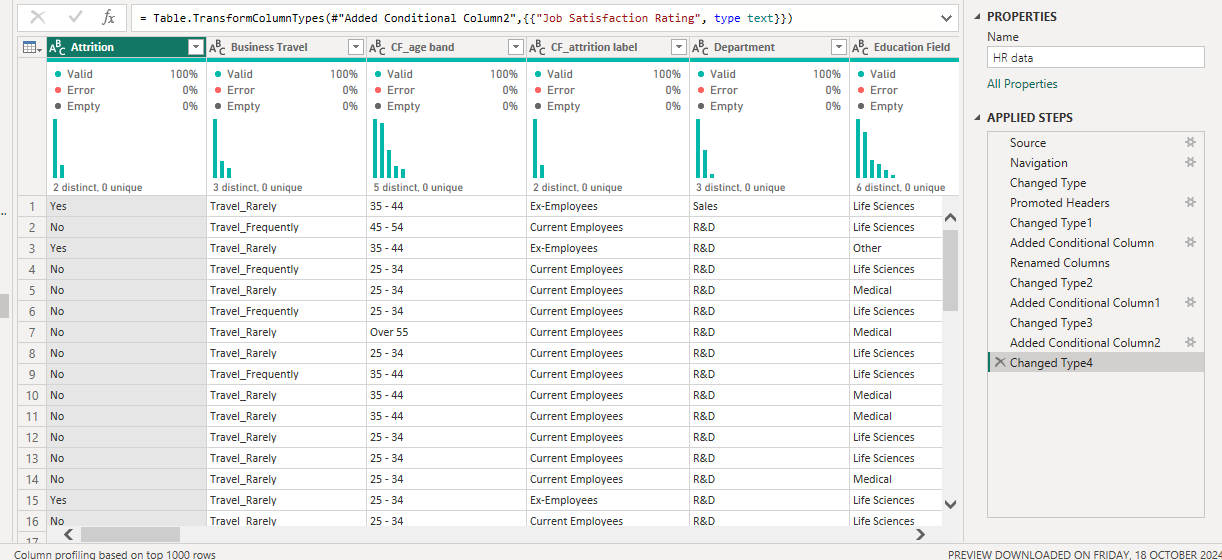 fx = Table.TransformColumnTypes(#"Added Conditional Column2",{{"Job Satisfaction Rating", type text}})
ABC Attrition ABC Business Travel ABC CF_age band ABC CF_attrition label ABC Department ABC Education Field
Valid 100% Valid 100% Valid 100% Valid 100% Valid 100% Valid
Error 0% Error 0% Error 0% Error 0% Error 0% Error
Empty 0% Empty 0% Empty 0% Empty 0% Empty 0% Empty
2 distinct, 0 unique 3 distinct, 0 unique 5 distinct, 0 unique 2 distinct, 0 unique 3 distinct, 0 unique 6 distinct, 0 unique
1 Yes Travel_Rarely 35 - 44 Ex-Employees Sales Life Sciences
2 No Travel_Frequently 45 - 54 Current Employees R&D Life Sciences
3 Yes Travel_Rarely 35 - 44 Ex-Employees R&D Other
4 No Travel_Frequently 25 - 34 Current Employees R&D Life Sciences
5 No Travel_Rarely 25 - 34 Current Employees R&D Medical
6 No Travel_Frequently 25 - 34 Current Employees R&D Life Sciences
7 No Travel_Rarely Over 55 Current Employees R&D Medical
8 No Travel_Rarely 25 - 34 Current Employees R&D Life Sciences
9 No Travel_Frequently 35 - 44 Current Employees R&D Life Sciences
10 No Travel_Rarely 35 - 44 Current Employees R&D Medical
11 No Travel_Rarely 35 - 44 Current Employees R&D Medical
12 No Travel_Rarely 25 - 34 Current Employees R&D Life Sciences
13 No Travel_Rarely 25 - 34 Current Employees R&D Life Sciences
14 No Travel_Rarely 25 - 34 Current Employees R&D Medical
15 Yes Travel_Rarely 25 - 34 Ex-Employees R&D Life Sciences
16 No Travel_Rarely 25 - 34 Current Employees R&D Life Sciences
17
Column profiling based on top 1000 rows
PROPERTIES
Name
HR data
All Properties
APPLIED STEPS
Source
Navigation
Changed Type
Promoted Headers
Changed Type1
Added Conditional Column
Renamed Columns
Changed Type2
Added Conditional Column1
Changed Type3
Added Conditional Column2
Changed Type4
PREVIEW DOWNLOADED ON FRIDAY, 18 OCTOBER 2024